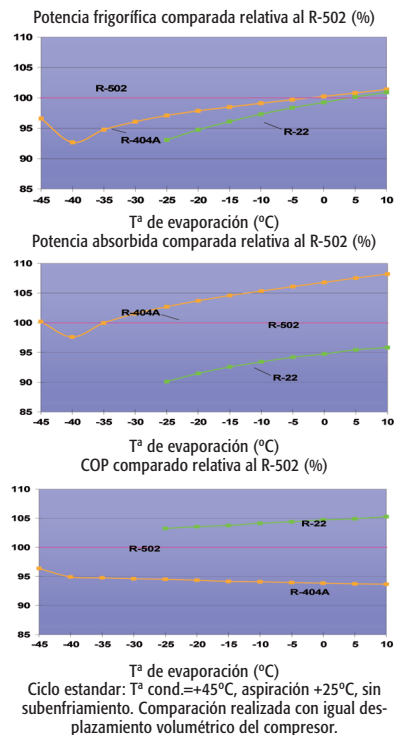 Potencia frigorífica comparada relativa al R-502 (%)
110
105
100
95
90
85
R-502
R-404A
R-22
-45 -40 -35 -30 -25 -20 -15 -10 -5 0 5 10
Tª de evaporación (ºC)
Potencia absorbida comparada relativa al R-502 (%)
110
105
100
95
90
85
R-404A
R-502
R-22
-45 -40 -35 -30 -25 -20 -15 -10 -5 0 5 10
Tª de evaporación (ºC)
COP comparado relativa al R-502 (%)
110
105
100
95
90
85
R-22
R-502
R-404A
-45 -40 -35 -30 -25 -20 -15 -10 -5 0 5 10
Tª de evaporación (ºC)
Ciclo estandar: Tª cond.=+45ºC, aspiración +25ºC, sin
subenfriamiento. Comparación realizada con igual des-
plazamiento volumétrico del compresor.